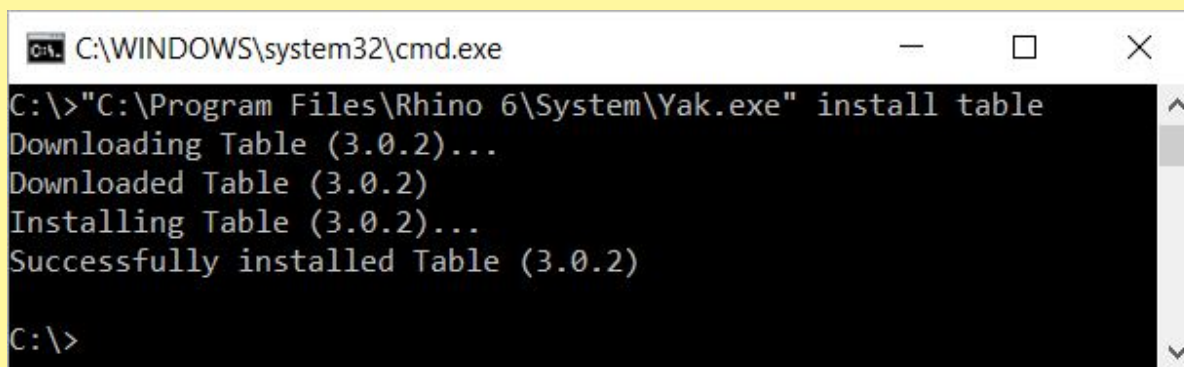 C:\WINDOWS\system32\cmd.exe
C:\>"C:\Program Files\Rhino 6\System\Yak.exe" install table
Downloading Table (3.0.2)...
Downloaded Table (3.0.2)
Installing Table (3.0.2)...
Successfully installed Table (3.0.2)
C:\>